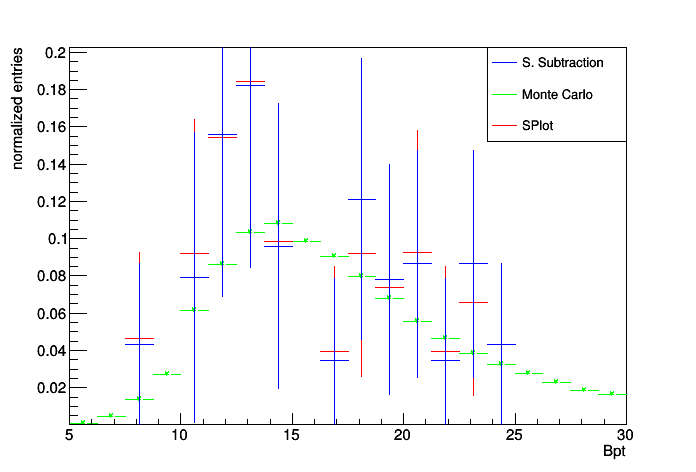 normalized entries
0.2
0.18
0.16
0.14
0.12
0.1
0.08
0.06
0.04
0.02
S. Subtraction
Monte Carlo
SPlot
5 10 15 20 25 30
Bpt